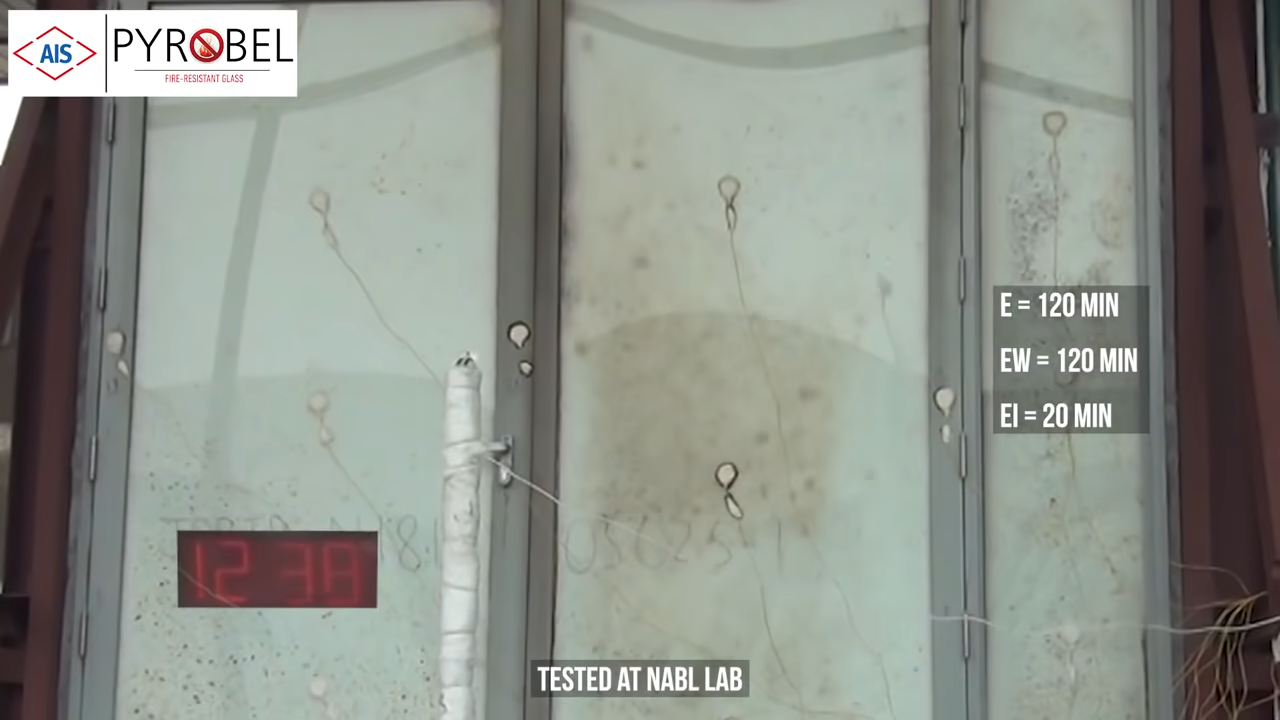 AIS
PYROBEL
FIRE-RESISTANT GLASS
E = 120 MIN
EW = 120 MIN
EI = 20 MIN
12 38
TESTED AT NABL LAB